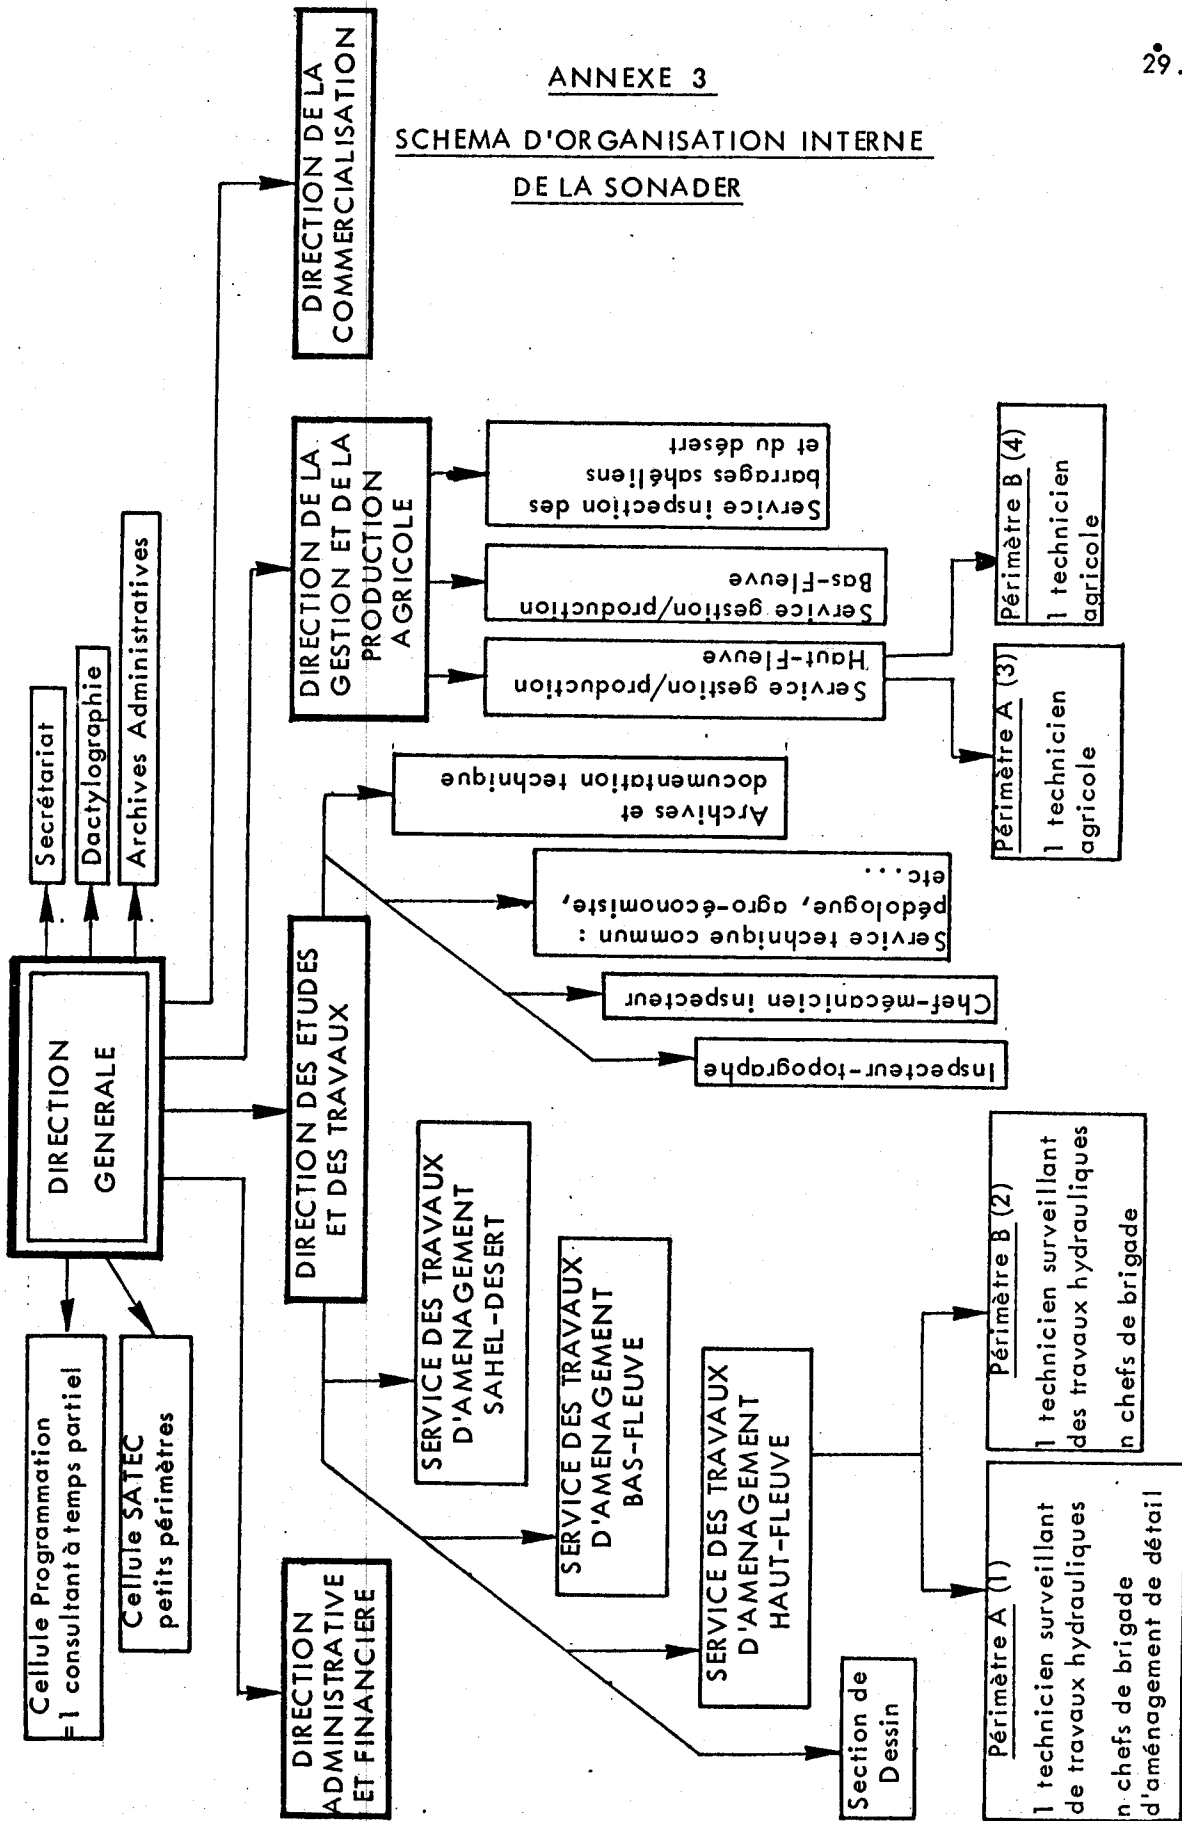 29.
ANNEXE 3
SCHEMA D'ORGANISATION INTERNE
DE LA SONADER
DIRECTION
GENERALE
Secrétariat
Dactylographie
Archives Administratives
Cellule Programmation
=1 consultant à temps partiel
Cellule SATEC
petits périmètres
DIRECTION
ADMINISTRATIVE
ET FINANCIERE
DIRECTION DES ETUDES
ET DES TRAVAUX
DIRECTION DE LA
GESTION ET DE LA
PRODUCTION
AGRICOLE
DIRECTION DE LA
COMMERCIALISATION
SERVICE DES TRAVAUX
D'AMENAGEMENT
SAHEL-DESERT
SERVICE DES TRAVAUX
D'AMENAGEMENT
BAS-FLEUVE
SERVICE DES TRAVAUX
D'AMENAGEMENT
HAUT-FLEUVE
Section de
Dessin
Archives et
documentation technique
Service technique commun :
pédologue, agro-économiste,
etc...
Chef-mécanicien inspecteur
Inspecteur-topographe
Service gestion/production
Haut-Fleuve
Service gestion/production
Bas-Fleuve
Service inspection des
barrages sahéliens
et du désert
Périmètre A (1)
1 technicien surveillant
de travaux hydrauliques
n chefs de brigade
d'aménagement de détail
Périmètre B (2)
1 technicien surveillant
des travaux hydrauliques
n chefs de brigade
Périmètre A (3)
1 technicien
agricole
Périmètre B (4)
1 technicien
agricole